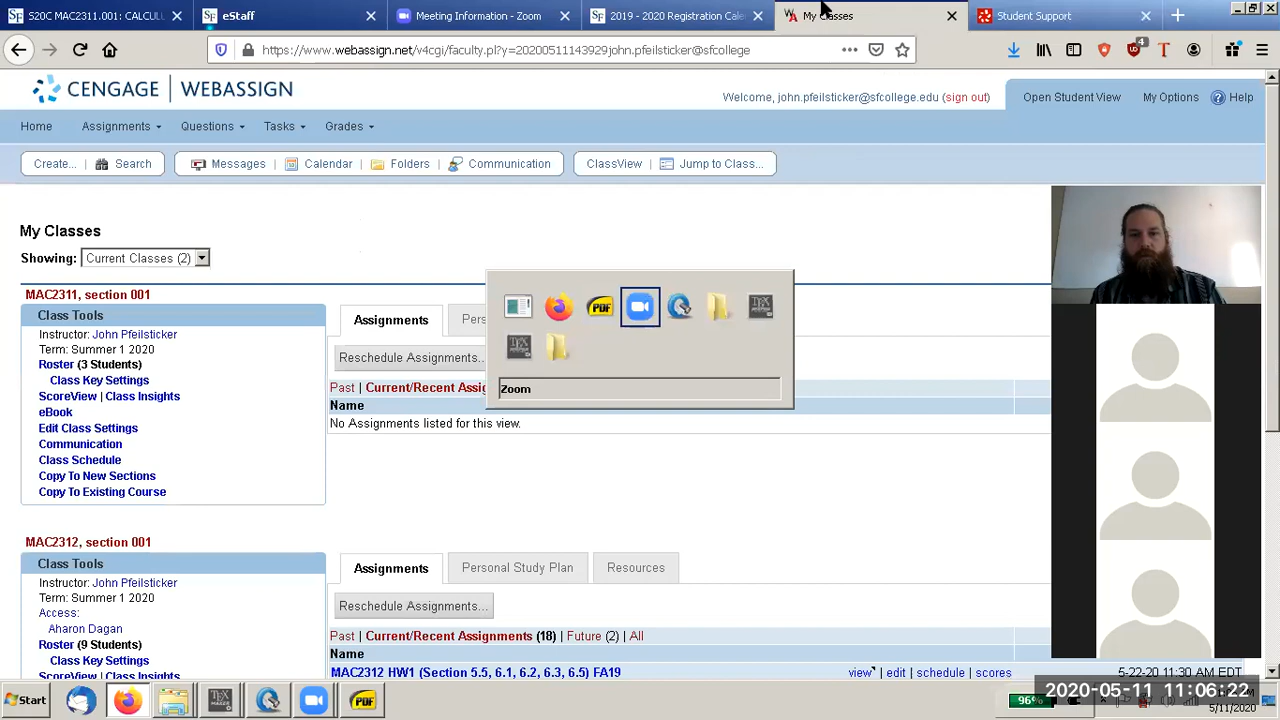 S2OC MAC2311.001: CALCUL
eStaff
Meeting Information - Zoom
2019 - 2020 Registration Cale
My Classes
Student Support
https://www.webassign.net/v4cgi/faculty.pl?y=20200511143929john.pfeilsticker@sfcollege
4
CENGAGE | WEBASSIGN
Welcome, john.pfeilsticker@sfcollege.edu (sign out)
Open Student View
My Options
Help
Home
Assignments
Questions
Tasks
Grades
Create...
Search
Messages
Calendar
Folders
Communication
ClassView
Jump to Class...
My Classes
Showing: Current Classes (2)
MAC2311, section 001
Class Tools
Instructor: John Pfeilsticker
Term: Summer 1 2020
Roster (3 Students)
Class Key Settings
ScoreView | Class Insights
eBook
Edit Class Settings
Communication
Class Schedule
Copy To New Sections
Copy To Existing Course
Assignments
Pers
Reschedule Assignments...
Past | Current/Recent Assig
Name
No Assignments listed for this view.
PDF
Zoom
MAC2312, section 001
Class Tools
Instructor: John Pfeilsticker
Term: Summer 1 2020
Access:
Aharon Dagan
Roster (9 Students)
Class Key Settings
ScoreView | Class Insights
Assignments
Personal Study Plan
Resources
Reschedule Assignments...
Past | Current/Recent Assignments (18) | Future (2) | All
Name
MAC2312 HW1 (Section 5.5, 6.1, 6.2, 6.3, 6.5) FA19
view | edit | schedule | scores
5-22-20 11:30 AM EDT
Start
PDF
96%
2020-05-11 11:06:22
5/11/2020